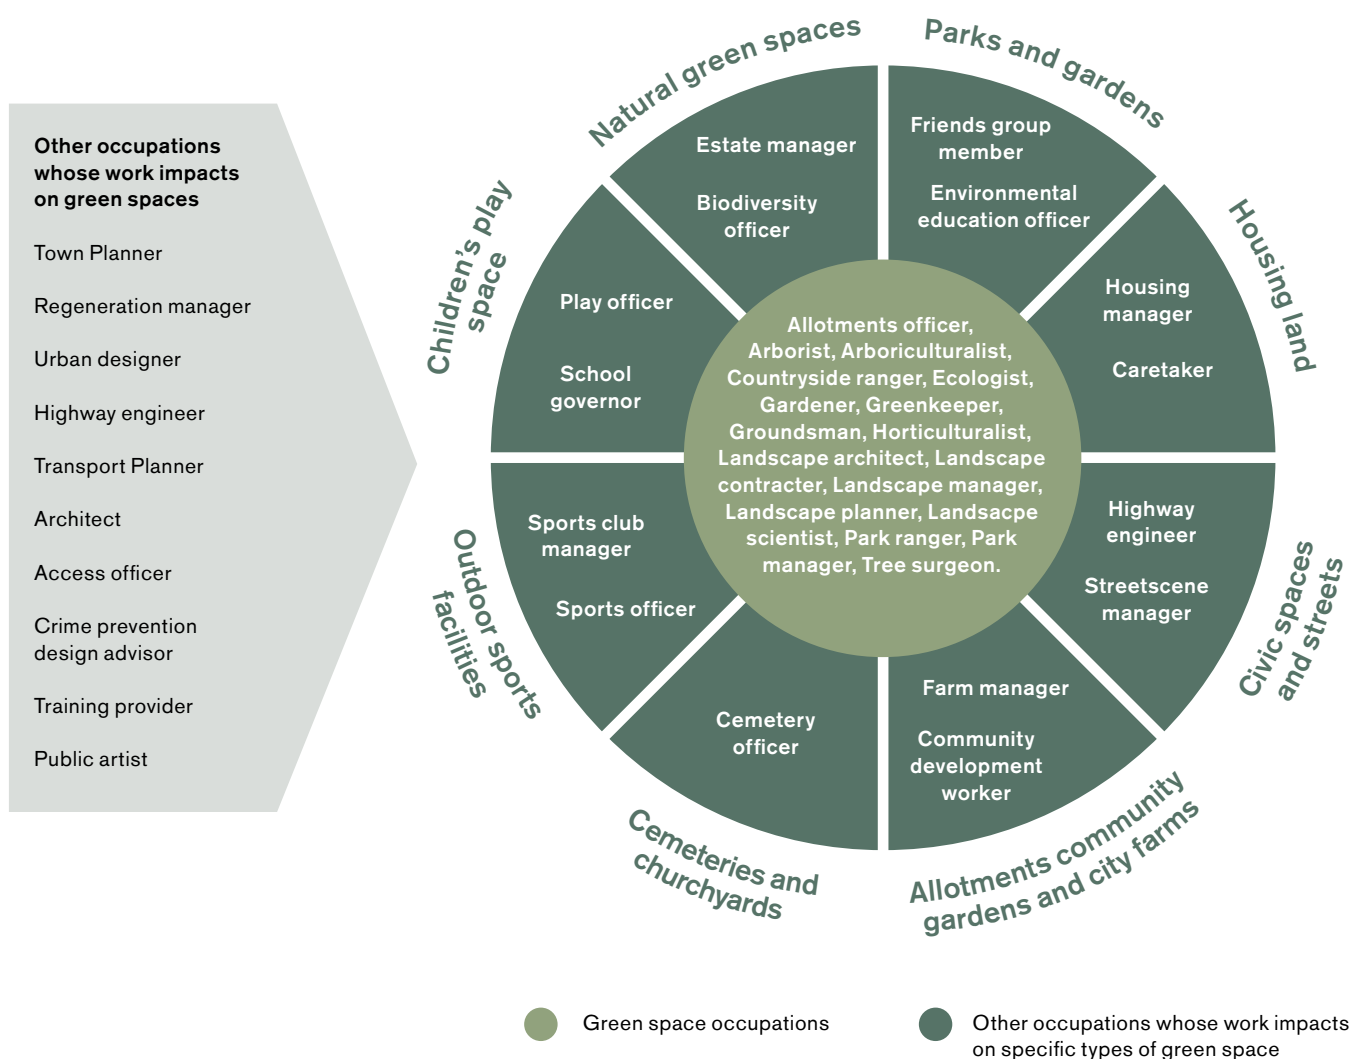 Other occupations
whose work impacts
on green spaces
Town Planner
Regeneration manager
Urban designer
Highway engineer
Transport Planner
Architect
Access officer
Crime prevention
design advisor
Training provider
Public artist
Natural green spaces
Estate manager
Biodiversity
officer
Parks and gardens
Friends group
member
Environmental
education officer
Housing land
Housing
manager
Caretaker
Civic spaces
and streets
Highway
engineer
Streetscene
manager
Allotments community
gardens and city farms
Farm manager
Community
development
worker
Cemeteries and
churchyards
Cemetery
officer
Outdoor sports
facilities
Sports club
manager
Sports officer
Children's play
space
Play officer
School
governor
Allotments officer,
Arborist, Arboriculturalist,
Countryside ranger, Ecologist,
Gardener, Greenkeeper,
Groundsman, Horticulturalist,
Landscape architect, Landscape
contracter, Landscape manager,
Landscape planner, Landsacpe
scientist, Park ranger, Park
manager, Tree surgeon.
Green space occupations
Other occupations whose work impacts
on specific types of green space